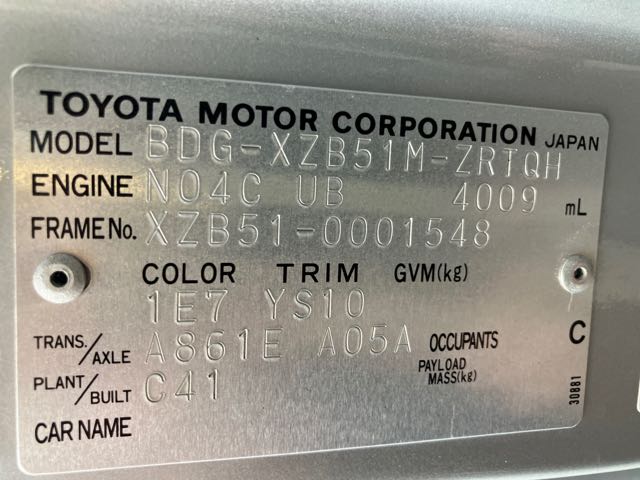 TOYOTA MOTOR CORPORATION JAPAN
MODEL BDG-XZB51M-ZRTQH
ENGINE N04C UB 4009 mL
FRAME No. XZB51-0001548
COLOR TRIM GVM(kg)
1E7 YS10
TRANS./AXLE A861E A05A OCCUPANTS C
PAYLOAD MASS(kg)
PLANT/BUILT C41
CAR NAME
30881